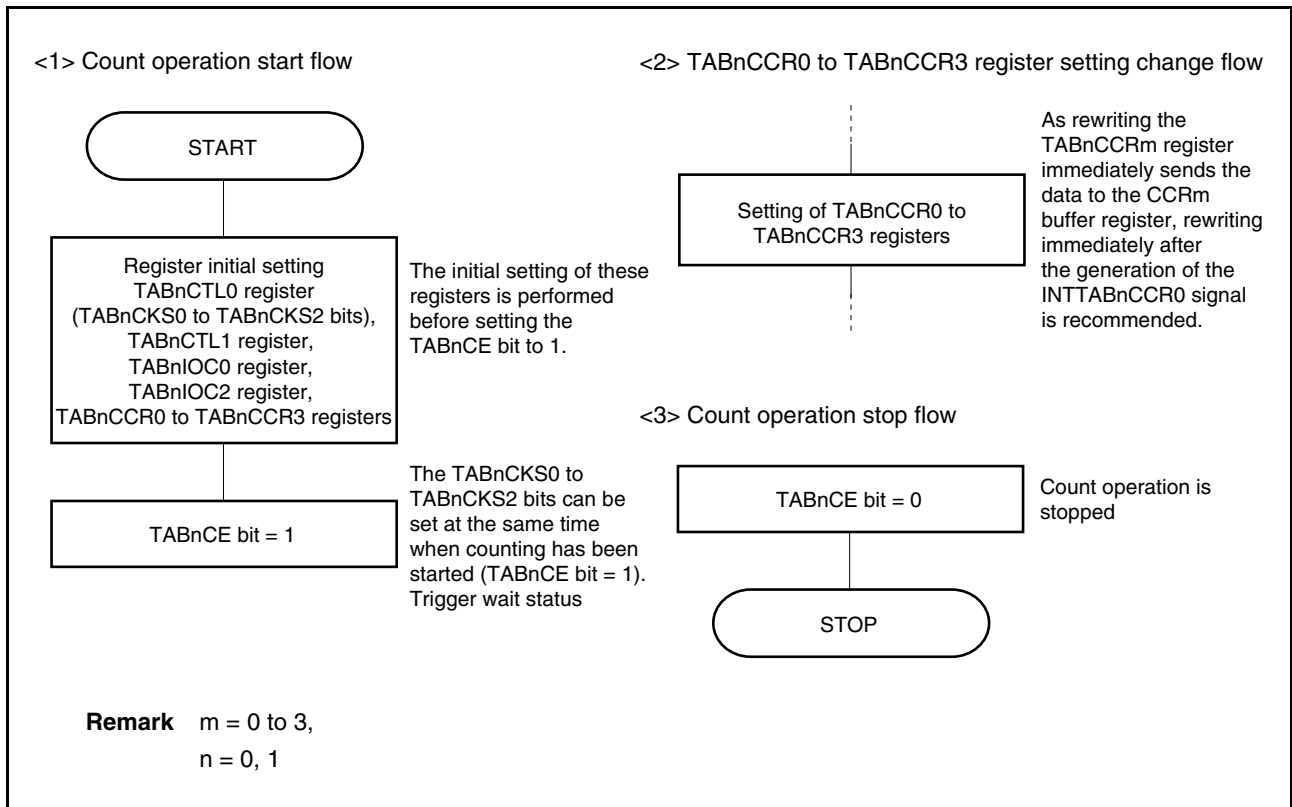 <1> Count operation start flow
START
Register initial setting
TABnCTL0 register
(TABnCKS0 to TABnCKS2 bits),
TABnCTL1 register,
TABnIOC0 register,
TABnIOC2 register,
TABnCCR0 to TABnCCR3 registers
The initial setting of these
registers is performed
before setting the
TABnCE bit to 1.
TABnCE bit = 1
The TABnCKS0 to
TABnCKS2 bits can be
set at the same time
when counting has been
started (TABnCE bit = 1).
Trigger wait status
<2> TABnCCR0 to TABnCCR3 register setting change flow
Setting of TABnCCR0 to
TABnCCR3 registers
As rewriting the
TABnCCRm register
immediately sends the
data to the CCRm
buffer register, rewriting
immediately after
the generation of the
INTTABnCCR0 signal
is recommended.
<3> Count operation stop flow
TABnCE bit = 0
Count operation is
stopped
STOP
Remark m = 0 to 3,
n = 0, 1